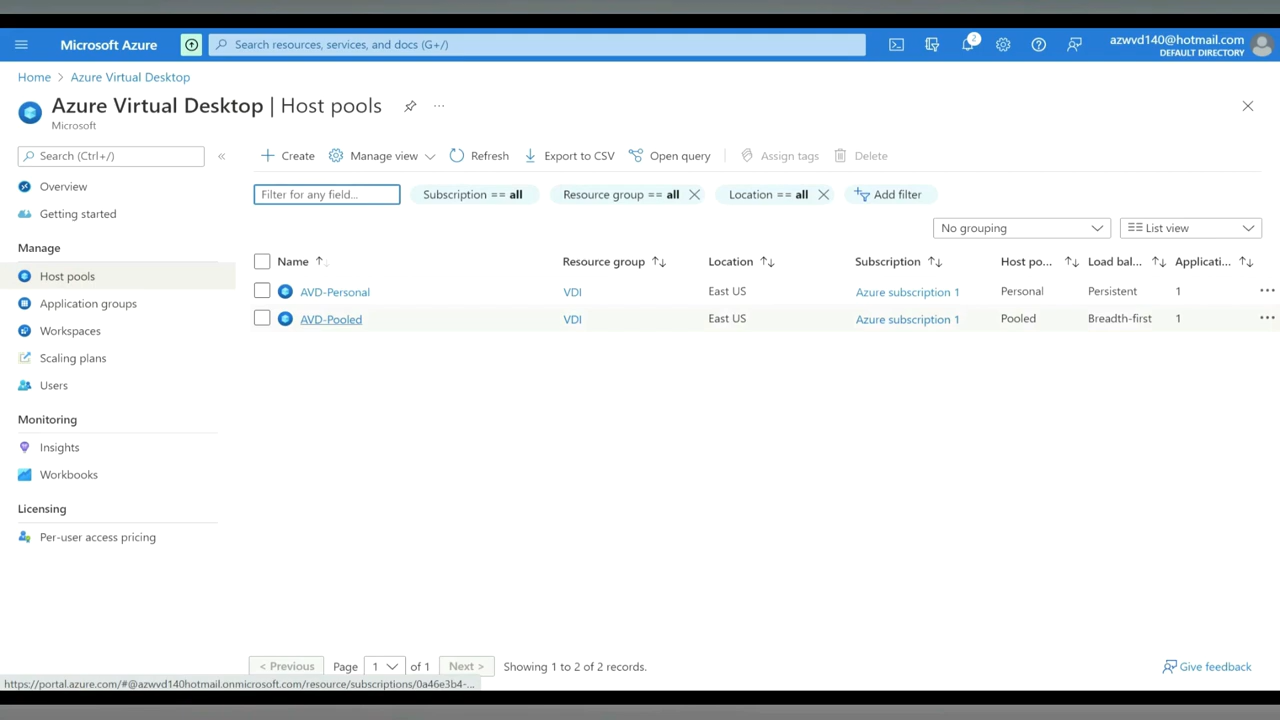 Microsoft Azure
Search resources, services, and docs (G+/)
2
azwvd140@hotmail.com
DEFAULT DIRECTORY
Home > Azure Virtual Desktop
Azure Virtual Desktop | Host pools
Microsoft
Search (Ctrl+/)
«
Create
Manage view
Refresh
Export to CSV
Open query
Assign tags
Delete
Overview
Getting started
Manage
Host pools
Application groups
Workspaces
Scaling plans
Users
Monitoring
Insights
Workbooks
Licensing
Per-user access pricing
Filter for any field...
Subscription == all
Resource group == all
Location == all
Add filter
No grouping
List view
Name Resource group Location Subscription Host po... Load bal... Applicati...
AVD-Personal VDI East US Azure subscription 1 Personal Persistent 1
AVD-Pooled VDI East US Azure subscription 1 Pooled Breadth-first 1
< Previous Page 1 of 1 Next > Showing 1 to 2 of 2 records.
Give feedback
https://portal.azure.com/#@azwvd140hotmail.onmicrosoft.com/resource/subscriptions/0a46e3b4-...